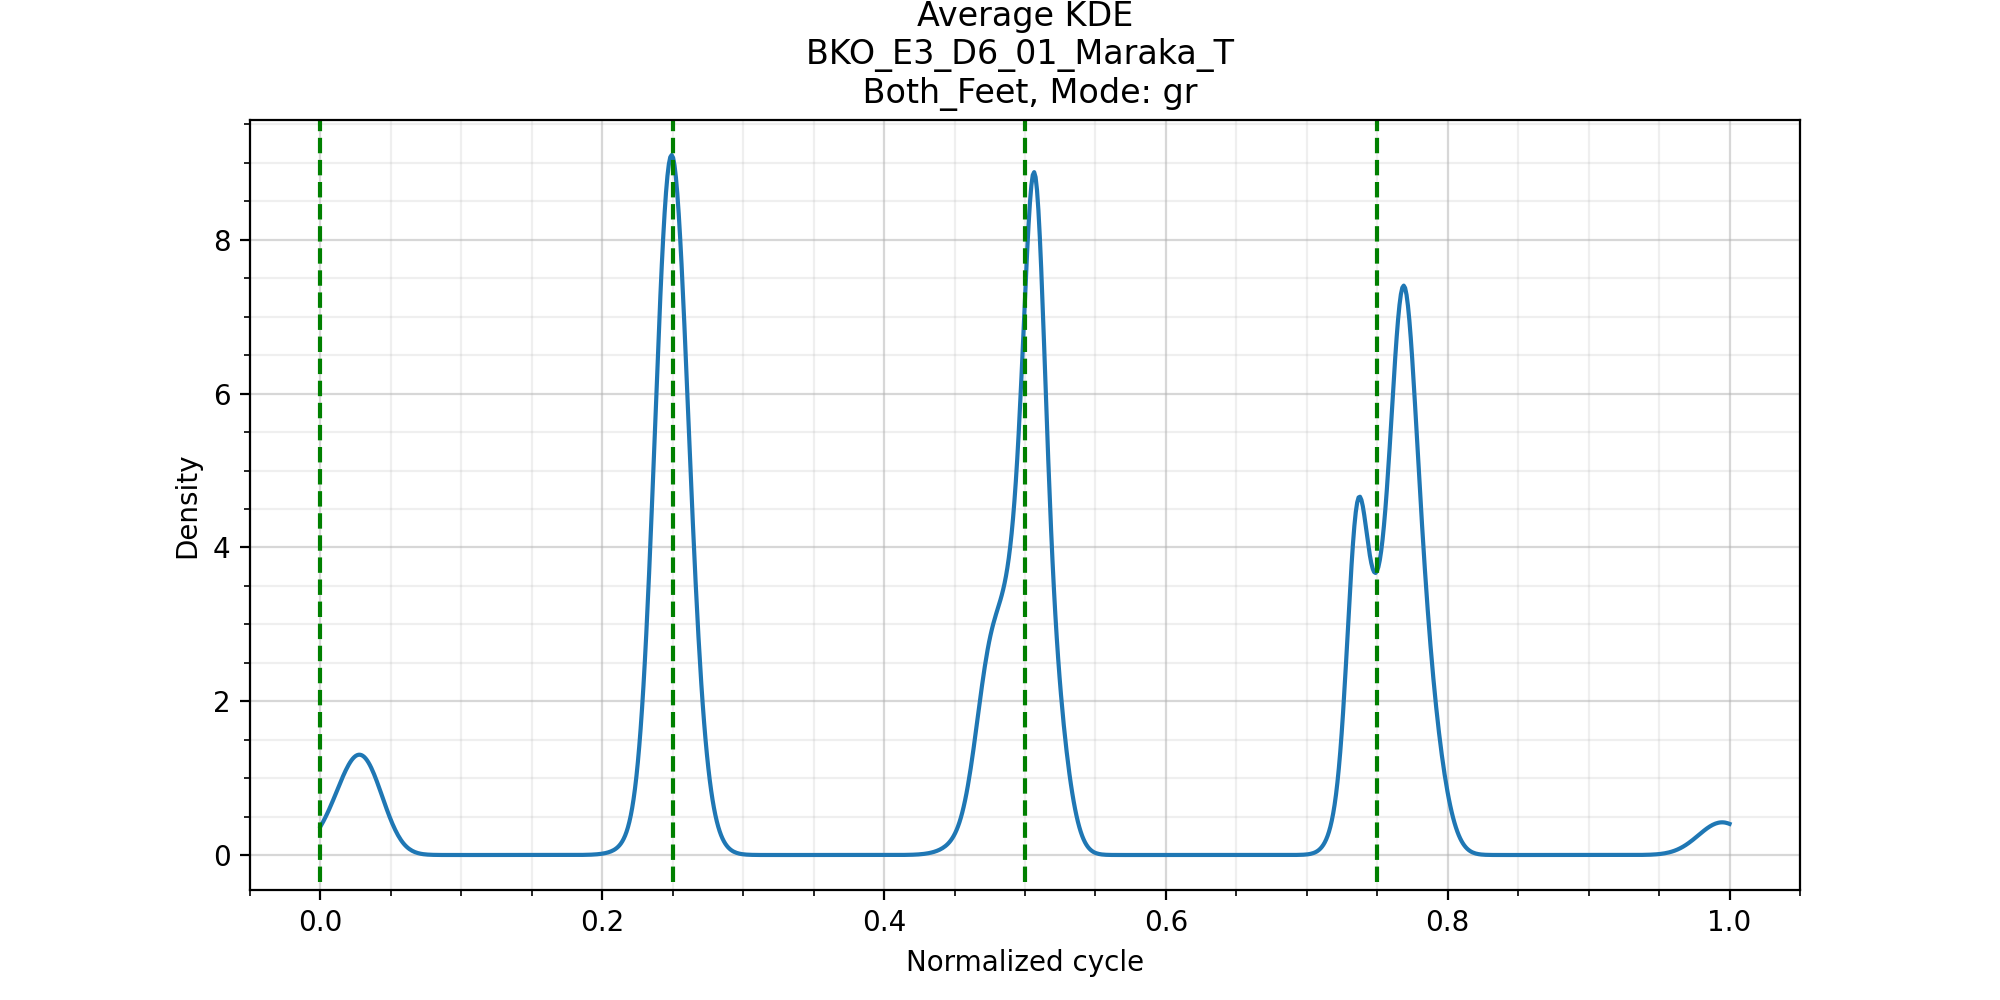 Average KDE
BKO_E3_D6_01_Maraka_T
Both_Feet, Mode: gr
8
6
4
2
0
Density
0.0 0.2 0.4 0.6 0.8 1.0
Normalized cycle